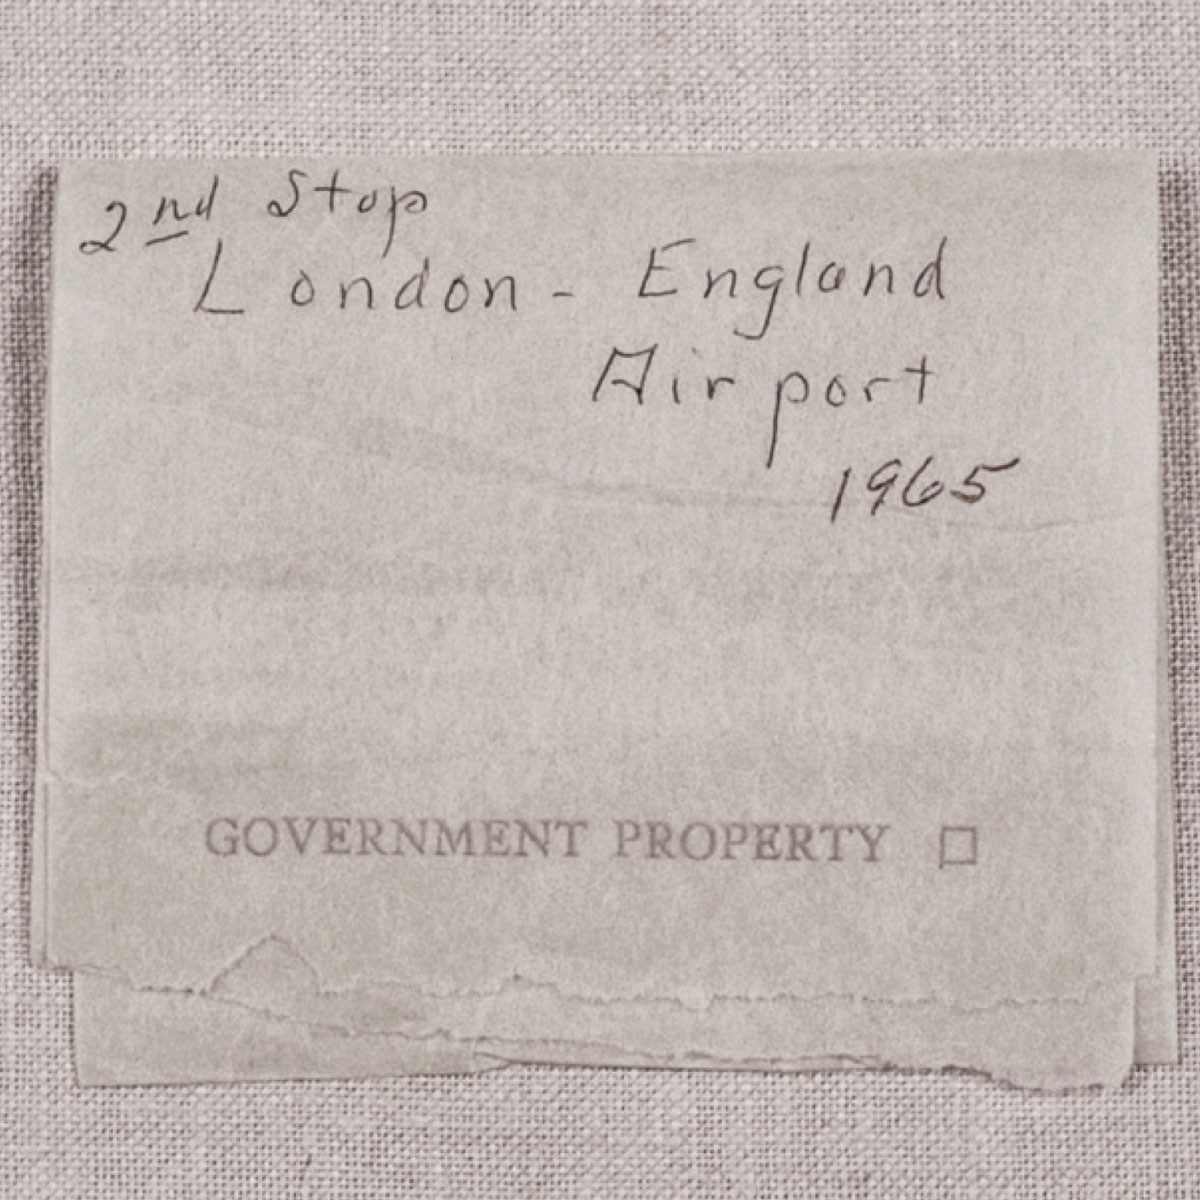 2nd Stop
London - England
Airport
1965
GOVERNMENT PROPERTY